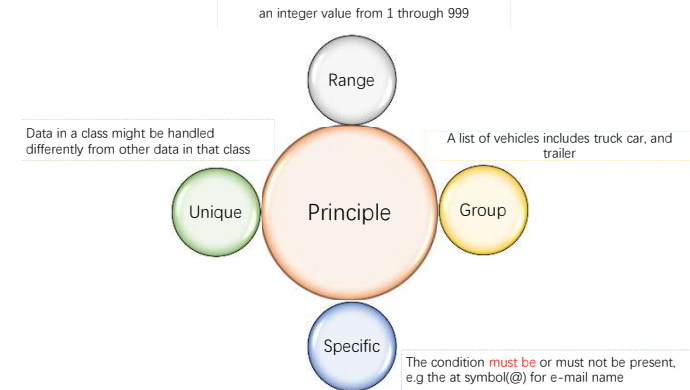 an integer value from 1 through 999
Range
Data in a class might be handled
differently from other data in that class
A list of vehicles includes truck car, and
trailer
Unique
Principle
Group
Specific
The condition must be or must not be present,
e.g the at symbol(@) for e-mail name